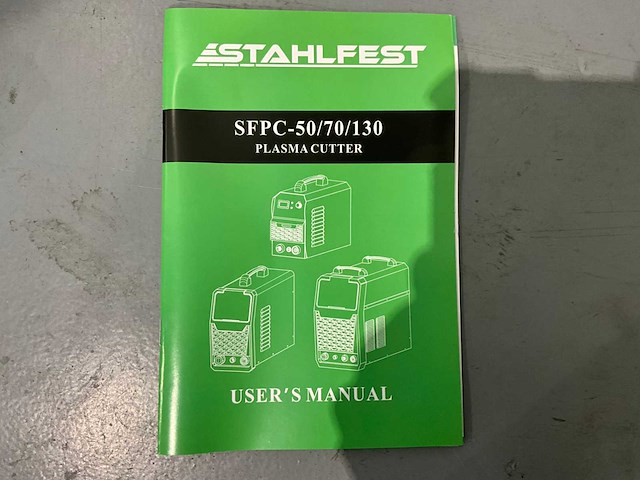 STAHLFEST
SFPC-50/70/130
PLASMA CUTTER
USER'S MANUAL